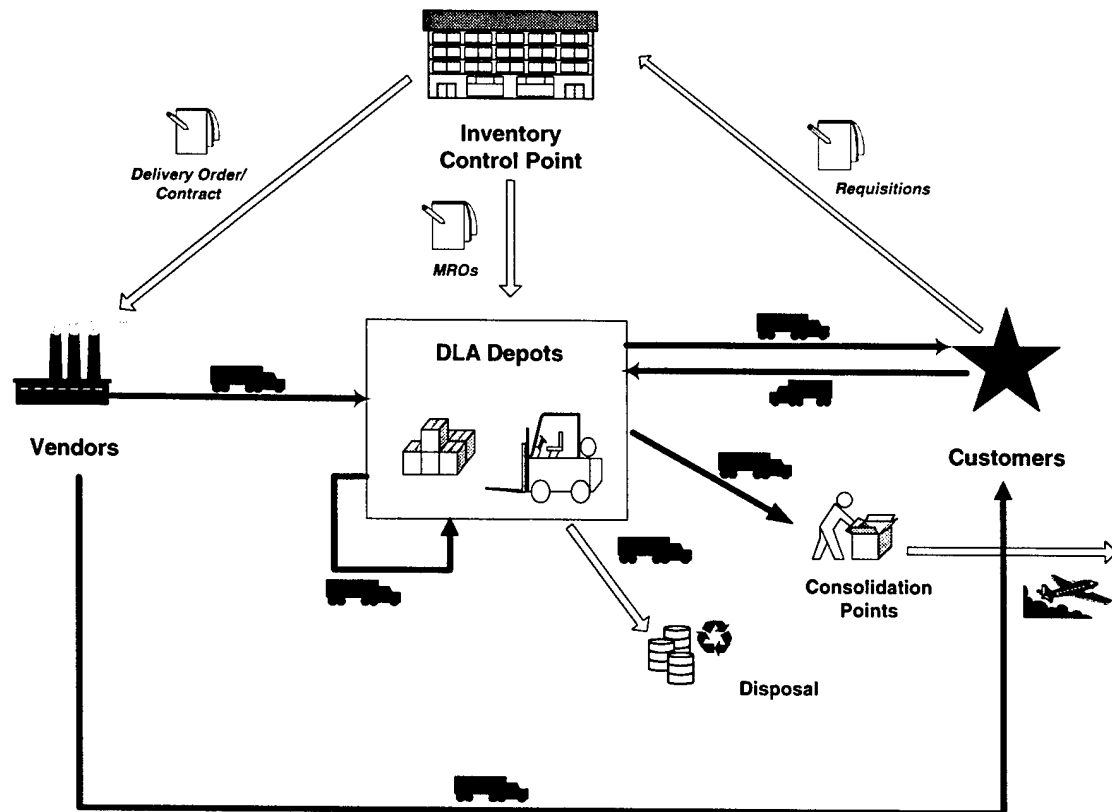 Inventory
Control Point
Delivery Order/
Contract
Requisitions
MROs
DLA Depots
Vendors
Customers
Consolidation
Points
Disposal